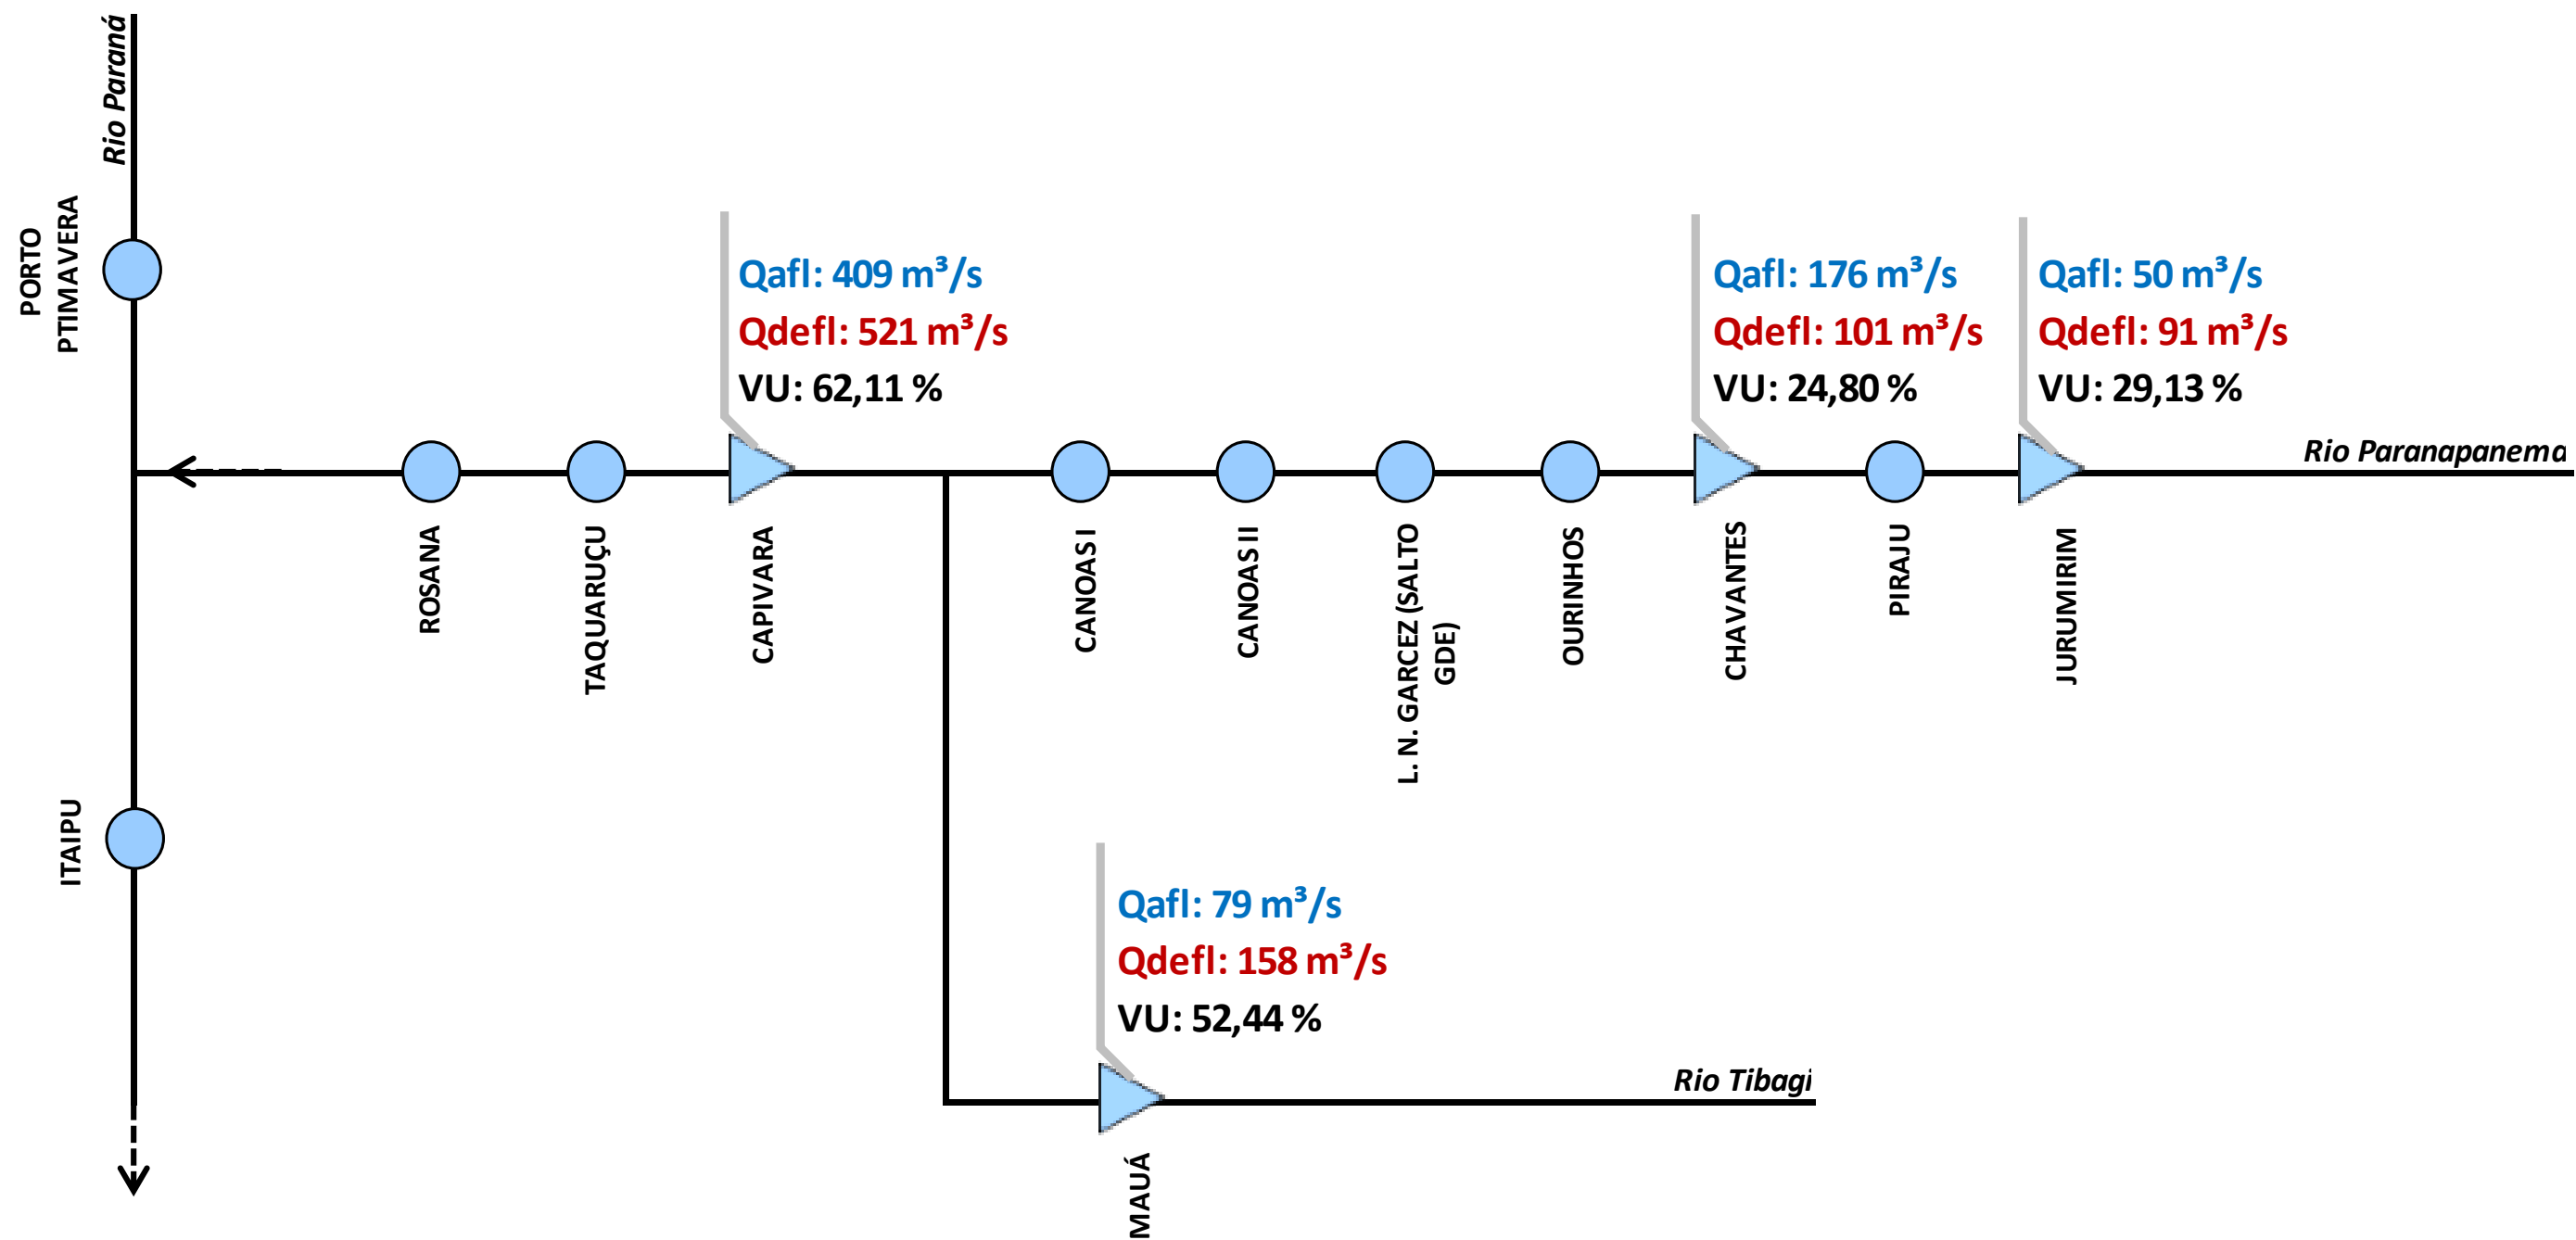 Rio Paraná
PORTO
PTIMAVERA
Qafl: 409 m³/s
Qdefl: 521 m³/s
VU: 62,11 %
Qafl: 176 m³/s
Qdefl: 101 m³/s
VU: 24,80 %
Qafl: 50 m³/s
Qdefl: 91 m³/s
VU: 29,13 %
Rio Paranapanema
ROSANA
TAQUARUÇU
CAPIVARA
CANOAS I
CANOAS II
L. N. GARCEZ (SALTO
GDE)
OURINHOS
CHAVANTES
PIRAJU
JURUMIRIM
ITAIPU
Qafl: 79 m³/s
Qdefl: 158 m³/s
VU: 52,44 %
Rio Tibagi
MAUÁ